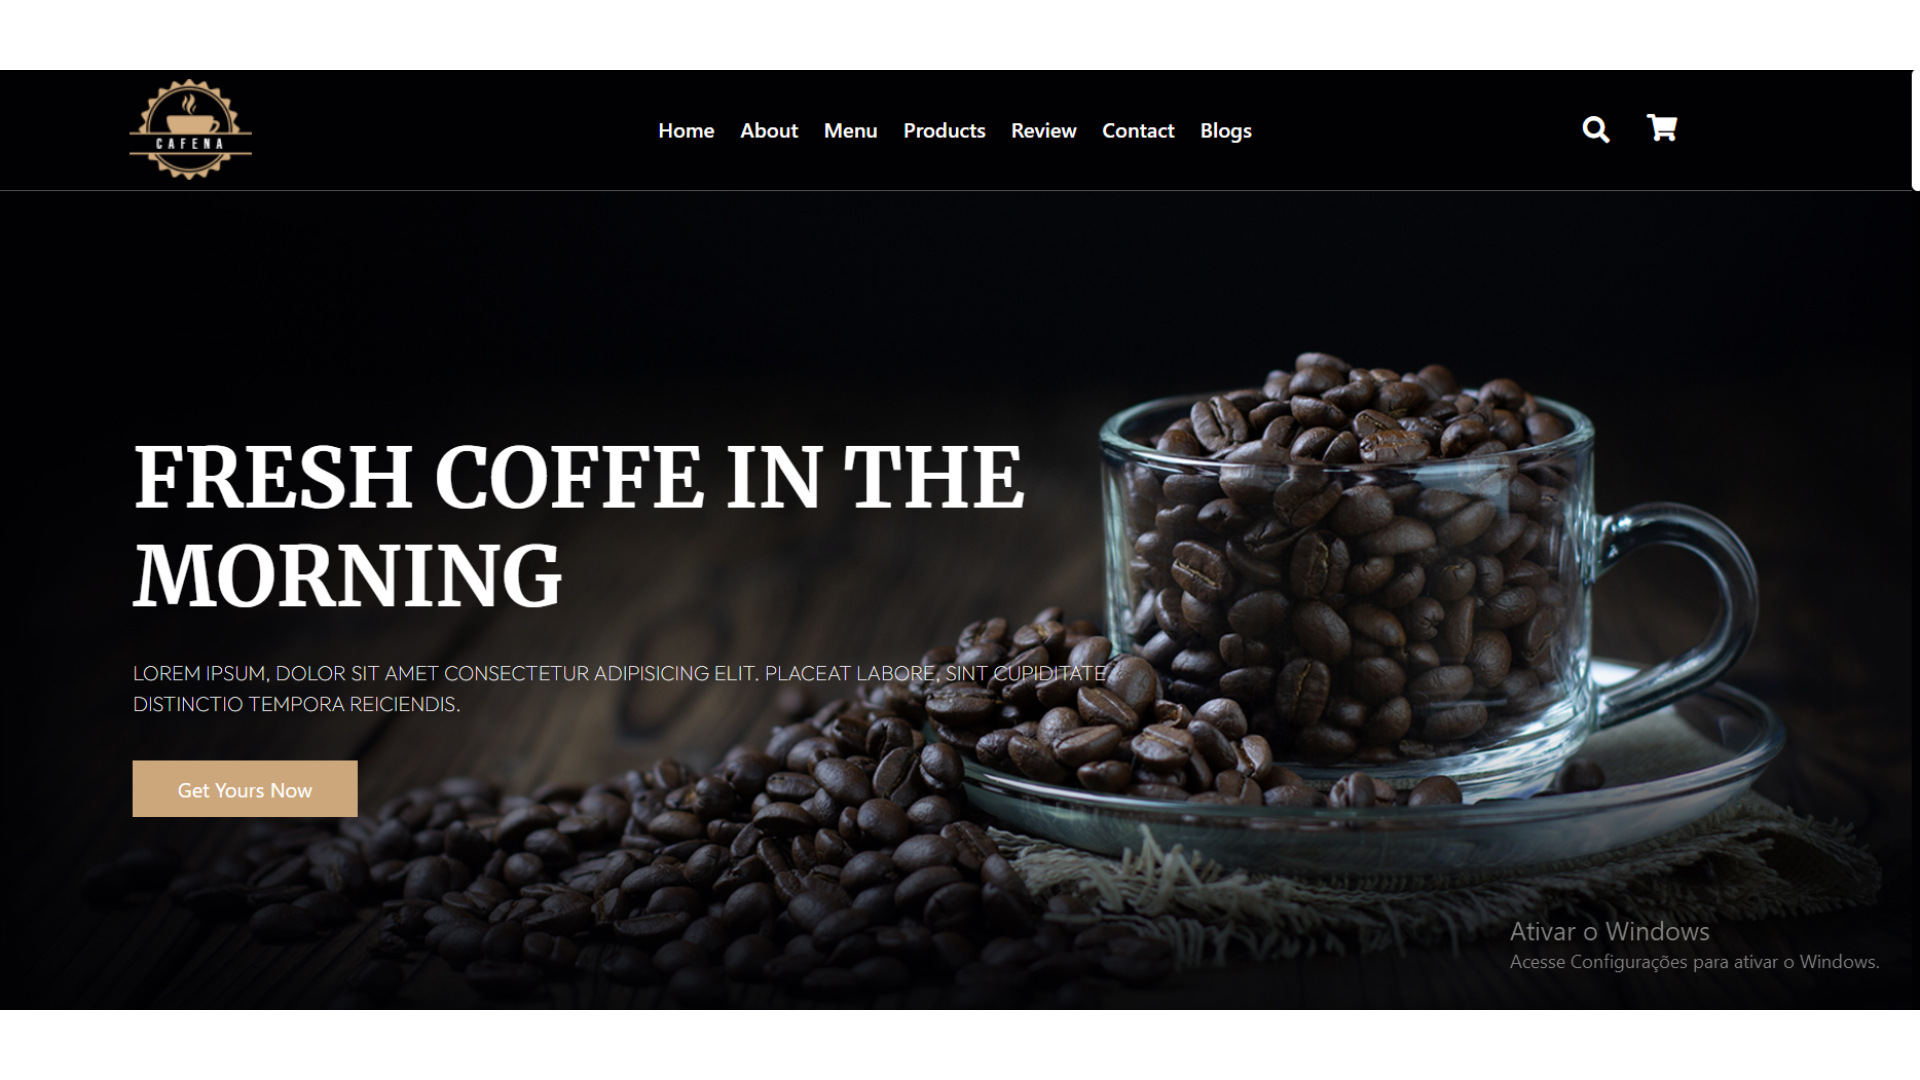 CAFENA
Home About Menu Products Review Contact Blogs
FRESH COFFE IN THE
MORNING
LOREM IPSUM, DOLOR SIT AMET CONSECTETUR ADIPISICING ELIT. PLACEAT LABORE, SINT CUPIDITATE
DISTINCTIO TEMPORA REICIENDIS.
Get Yours Now
Ativar o Windows
Acesse Configurações para ativar o Windows.